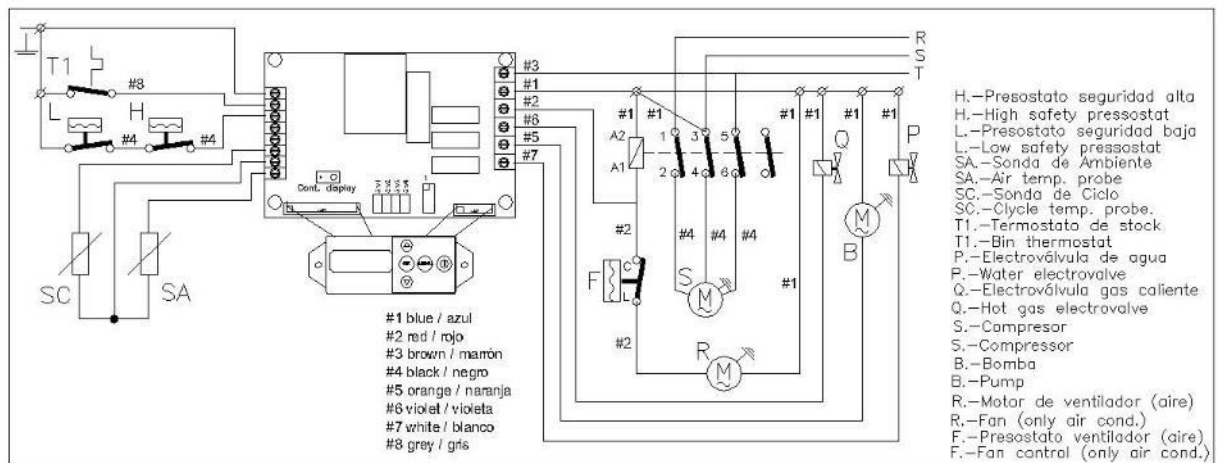 T1
#8
L
H
#4
#4
SC
SA
Cont. display
#3
#1
#2
#6
#5
#7
R
S
T
#1
#1
#1
#1
#1
A2
A1
1
3
5
2
4
6
Q
P
B
#2
#4
#4
#4
#1
F
C
L
S
M
#2
R
M
M
#1 blue / azul
#2 red / rojo
#3 brown / marrón
#4 black / negro
#5 orange / naranja
#6 violet / violeta
#7 white / blanco
#8 grey / gris
H.-Presostato seguridad alta
H.-High safety pressostat
L.-Presostato seguridad baja
L.-Low safety pressostat
SA.-Sonda de Ambiente
SA.-Air temp. probe
SC.-Sonda de Ciclo
SC.-Clycle temp. probe.
T1.-Termostato de stock
T1.-Bin thermostat
P.-Electroválvula de agua
P.-Water electrovalve
Q.-Electroválvula gas caliente
Q.-Hot gas electrovalve
S.-Compresor
S.-Compressor
B.-Bomba
B.-Pump
R.-Motor de ventilador (aire)
R.-Fan (only air cond.)
F.-Presostato ventilador (aire)
F.-Fan control (only air cond.)